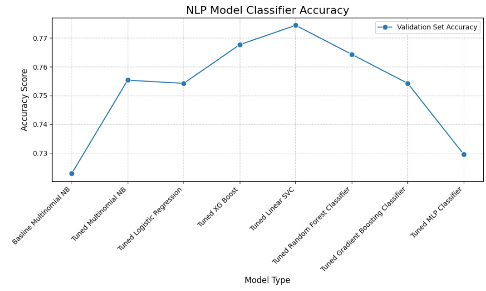 NLP Model Classifier Accuracy
Validation Set Accuracy
Accuracy Score
0.77
0.76
0.75
0.74
0.73
Basline Multinomial NB
Tuned Multinomial NB
Tuned Logistic Regression
Tuned XG Boost
Tuned Linear SVC
Tuned Random Forest Classifier
Tuned Gradient Boosting Classifier
Tuned MLP Classifier
Model Type